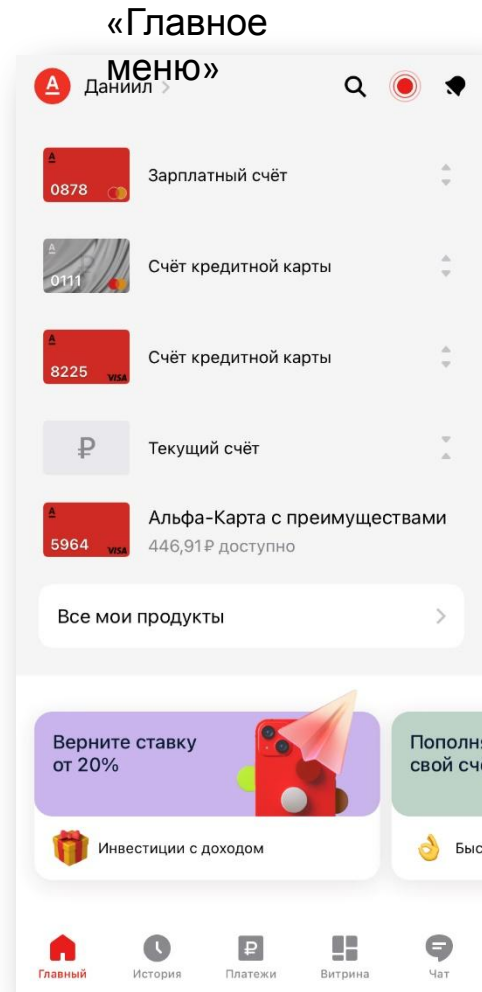 «Главное
меню»
Даниил
0878
Зарплатный счёт
0111
Счёт кредитной карты
8225 VISA
Счёт кредитной карты
₽
Текущий счёт
5964 VISA
Альфа-Карта с преимуществами
446,91 ₽ доступно
Все мои продукты
Верните ставку
от 20%
Инвестиции с доходом
Пополня
свой сч
Быс
Главный
История
Платежи
Витрина
Чат